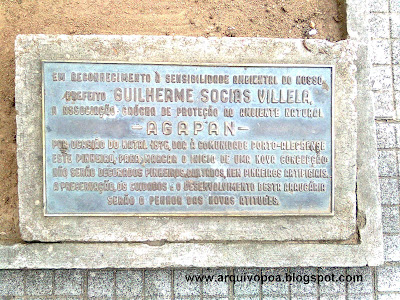 EM RECONHECIMENTO À SENSIBILIDADE AMBIENTAL DO NOSSO
PREFEITO GUILHERME SOCIAS VILLELA,
A ASSOCIAÇÃO GAÚCHA DE PROTEÇÃO AO AMBIENTE NATURAL
-AGAPAN-
POR OCASIÃO DO NATAL 1976, DOA À COMUNIDADE PORTO-ALEGRENSE
ESTE PINHEIRO, PARA MARCAR O INÍCIO DE UMA NOVA CONCEPÇÃO.
NÃO SERÃO DECORADOS PINHEIROS CORTADOS, NEM PINHEIROS ARTIFICIAIS.
A PRESERVAÇÃO, OS CUIDADOS E O DESENVOLVIMENTO DESTA ARAUCÁRIA
SERÃO O PENHOR DAS NOVAS ATITUDES.
www.arquivopoa.blogspot.com